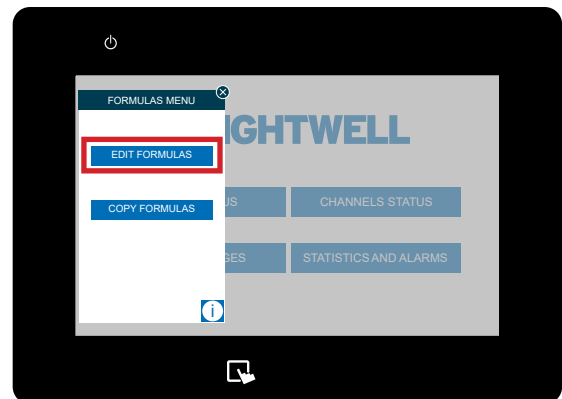 FORMULAS MENU
IGHTWELL
EDIT FORMULAS
COPY FORMULAS
US
CHANNELS STATUS
GES
STATISTICS AND ALARMS
i